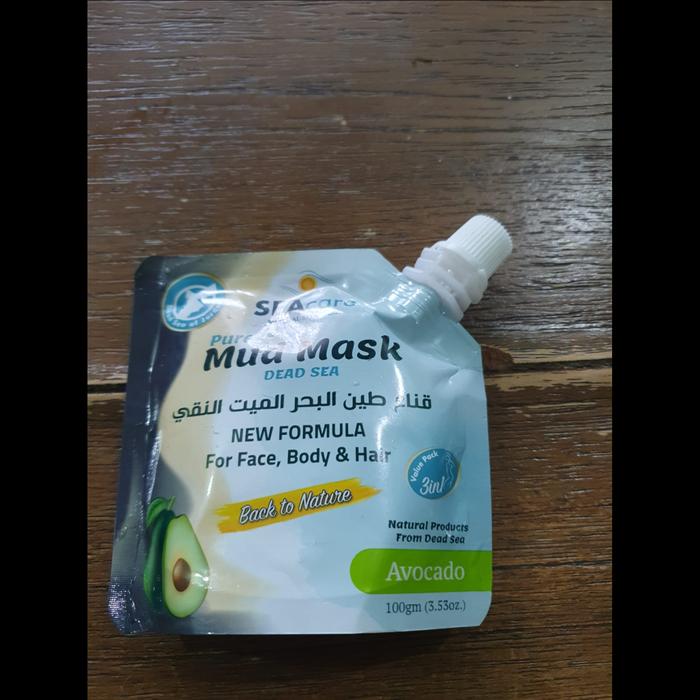 SEAcare
Pure
Mud Mask
DEAD SEA
قناع طين البحر الميت النقي
NEW FORMULA
For Face, Body & Hair
Value Pack
3in1
Back to Nature
Natural Products
From Dead Sea
Avocado
100gm (3.53oz.)